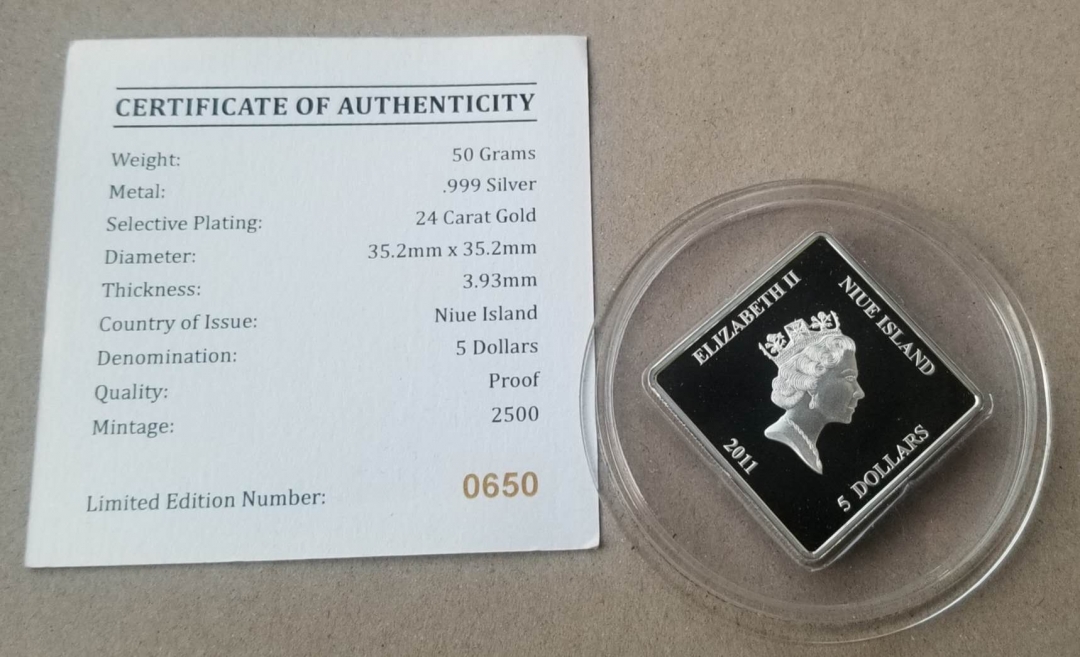 CERTIFICATE OF AUTHENTICITY
Weight: 50 Grams
Metal: .999 Silver
Selective Plating: 24 Carat Gold
Diameter: 35.2mm x 35.2mm
Thickness: 3.93mm
Country of Issue: Niue Island
Denomination: 5 Dollars
Quality: Proof
Mintage: 2500
Limited Edition Number: 0650
ELIZABETH II
NIUE ISLAND
2011
5 DOLLARS